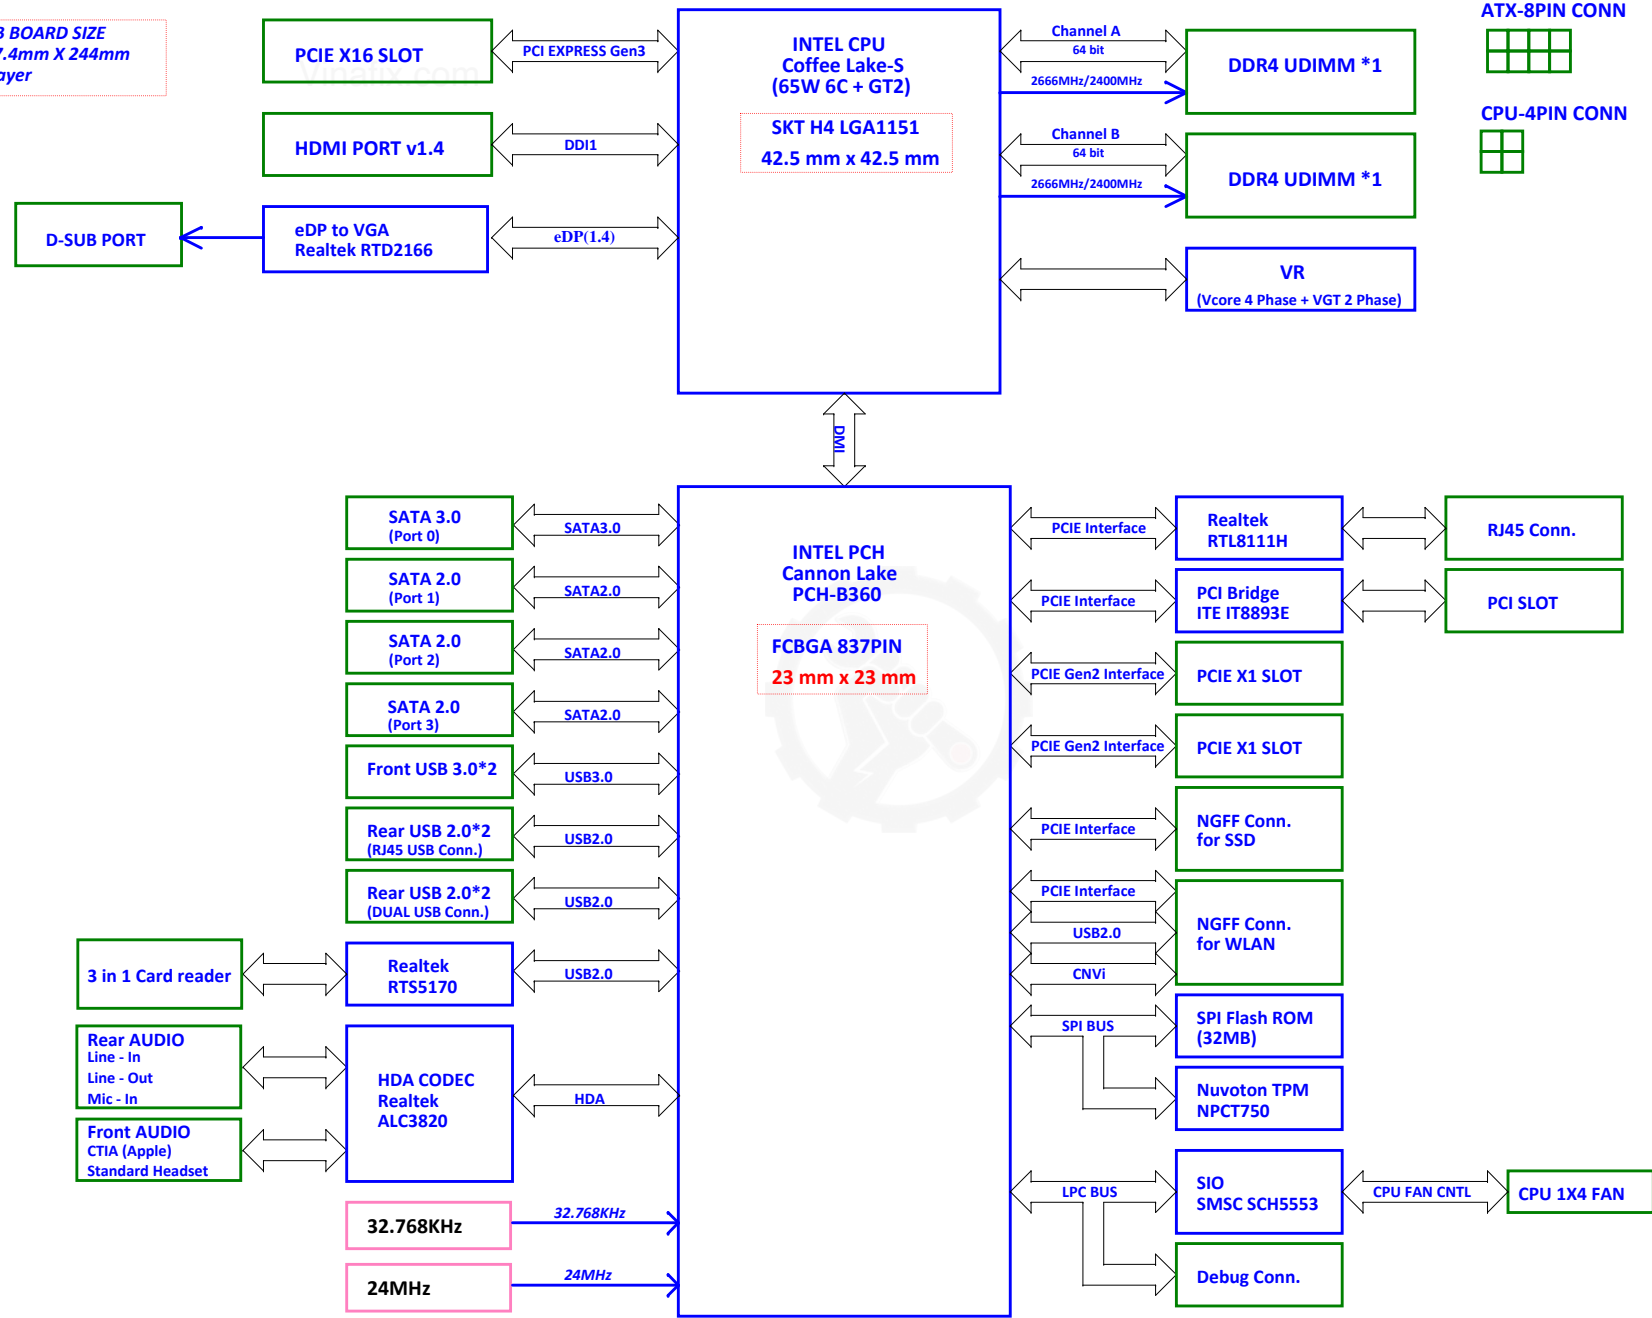 BOARD SIZE
7.4mm X 244mm
ayer
PCIE X16 SLOT
Vinafix.com
PCI EXPRESS Gen3
HDMI PORT v1.4
DDI1
D-SUB PORT
eDP to VGA
Realtek RTD2166
eDP(1.4)
INTEL CPU
Coffee Lake-S
(65W 6C + GT2)
SKT H4 LGA1151
42.5 mm x 42.5 mm
Channel A
64 bit
2666MHz/2400MHz
DDR4 UDIMM *1
Channel B
64 bit
2666MHz/2400MHz
DDR4 UDIMM *1
VR
(Vcore 4 Phase + VGT 2 Phase)
ATX-8PIN CONN
CPU-4PIN CONN
DMI
SATA 3.0
(Port 0)
SATA3.0
SATA 2.0
(Port 1)
SATA2.0
SATA 2.0
(Port 2)
SATA2.0
SATA 2.0
(Port 3)
SATA2.0
Front USB 3.0*2
USB3.0
Rear USB 2.0*2
(RJ45 USB Conn.)
USB2.0
Rear USB 2.0*2
(DUAL USB Conn.)
USB2.0
3 in 1 Card reader
Realtek
RTS5170
USB2.0
Rear AUDIO
Line - In
Line - Out
Mic - In
Front AUDIO
CTIA (Apple)
Standard Headset
HDA CODEC
Realtek
ALC3820
HDA
32.768KHz
32.768KHz
24MHz
24MHz
INTEL PCH
Cannon Lake
PCH-B360
FCBGA 837PIN
23 mm x 23 mm
PCIE Interface
Realtek
RTL8111H
RJ45 Conn.
PCIE Interface
PCI Bridge
ITE IT8893E
PCI SLOT
PCIE Gen2 Interface
PCIE X1 SLOT
PCIE Gen2 Interface
PCIE X1 SLOT
PCIE Interface
NGFF Conn.
for SSD
PCIE Interface
USB2.0
CNVi
NGFF Conn.
for WLAN
SPI BUS
SPI Flash ROM
(32MB)
Nuvoton TPM
NPCT750
LPC BUS
SIO
SMSC SCH5553
CPU FAN CNTL
CPU 1X4 FAN
Debug Conn.